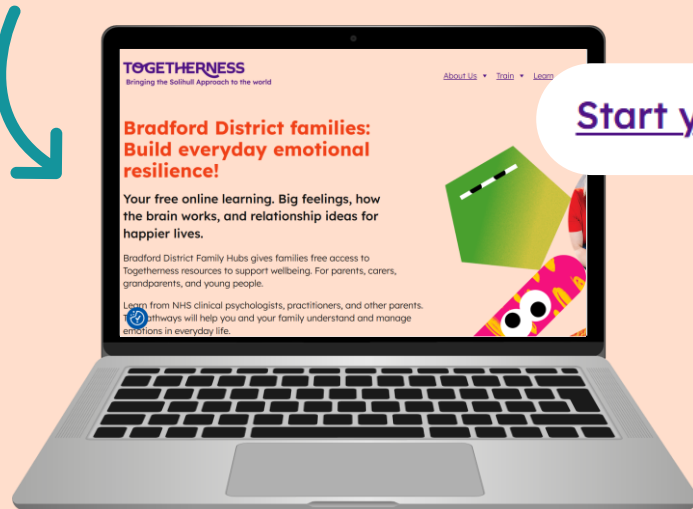 TOGETHERNESS
Bringing the Solihull Approach to the world
About Us
Train
Learn
Start y
Bradford District families:
Build everyday emotional
resilience!
Your free online learning. Big feelings, how
the brain works, and relationship ideas for
happier lives.
Bradford District Family Hubs gives families free access to
Togetherness resources to support wellbeing. For parents, carers,
grandparents, and young people.
Learn from NHS clinical psychologists, practitioners, and other parents.
pathways will help you and your family understand and manage
emotions in everyday life.